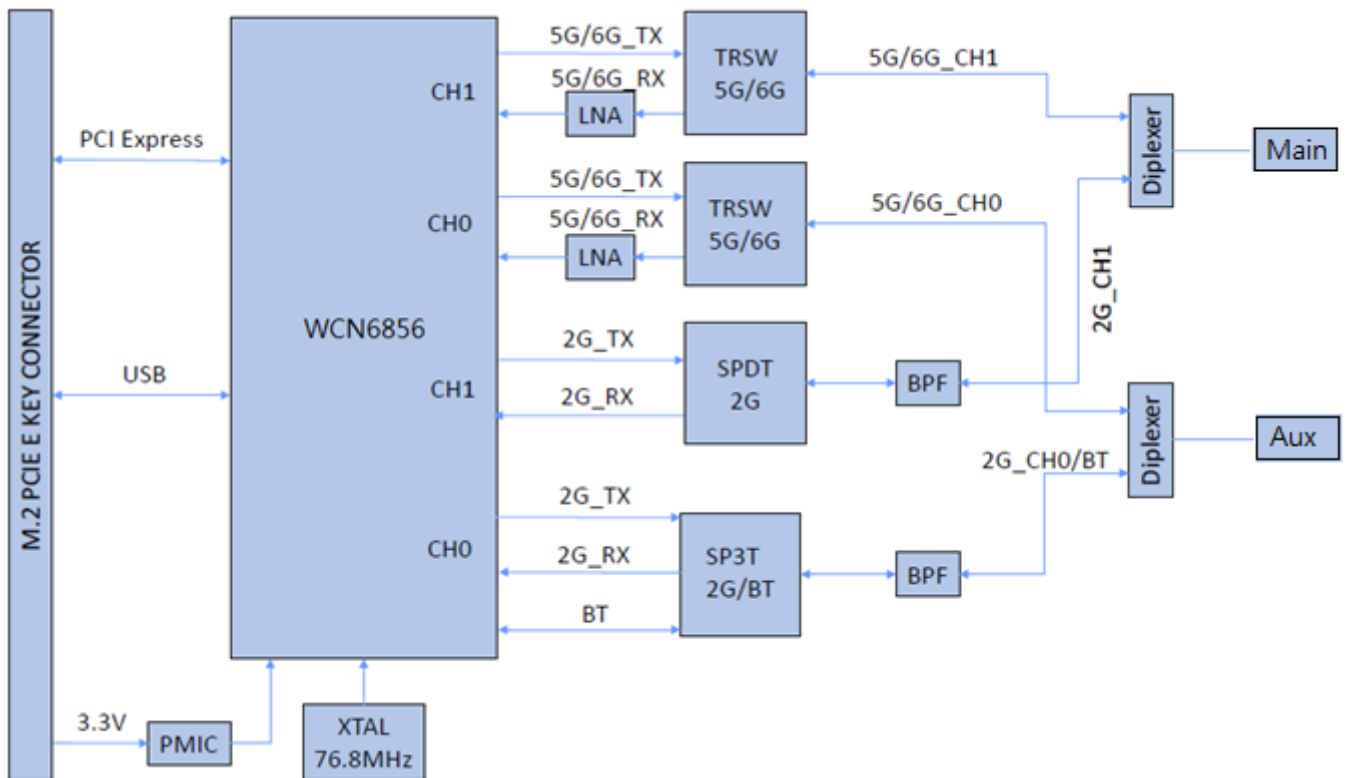 M.2 PCIE E KEY CONNECTOR
PCI Express
USB
3.3V
PMIC
XTAL
76.8MHz
WCN6856
CH1
CH0
CH1
CH0
5G/6G_TX
5G/6G_RX
LNA
TRSW
5G/6G
5G/6G_TX
5G/6G_RX
LNA
TRSW
5G/6G
2G_TX
2G_RX
SPDT
2G
BPF
2G_TX
2G_RX
BT
SP3T
2G/BT
BPF
5G/6G_CH1
5G/6G_CH0
2G_CH1
2G_CH0/BT
Diplexer
Main
Diplexer
Aux